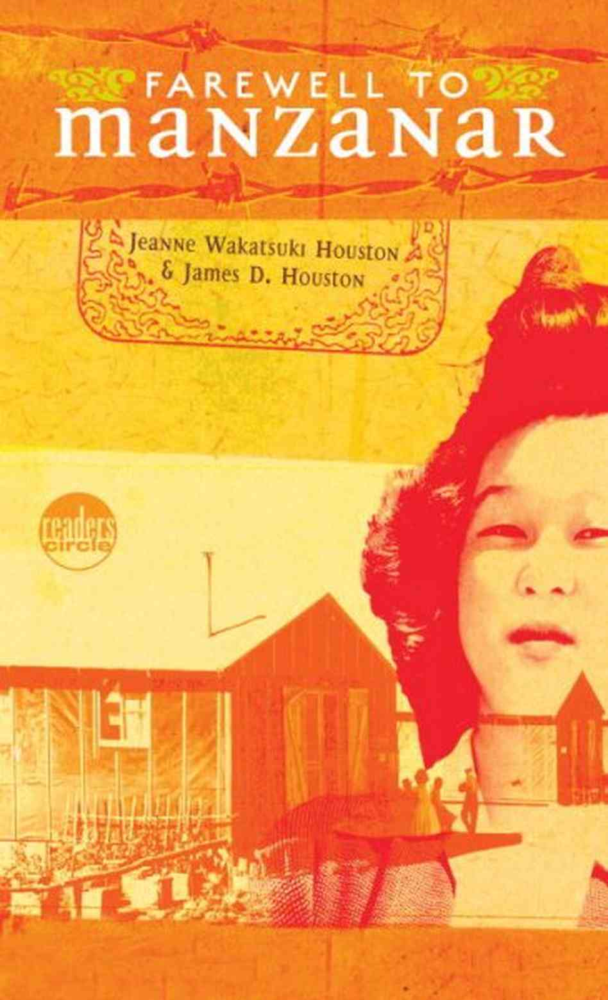 FAREWELL TO
MANZANAR
Jeanne Wakatsuki Houston
& James D. Houston
readers
circle